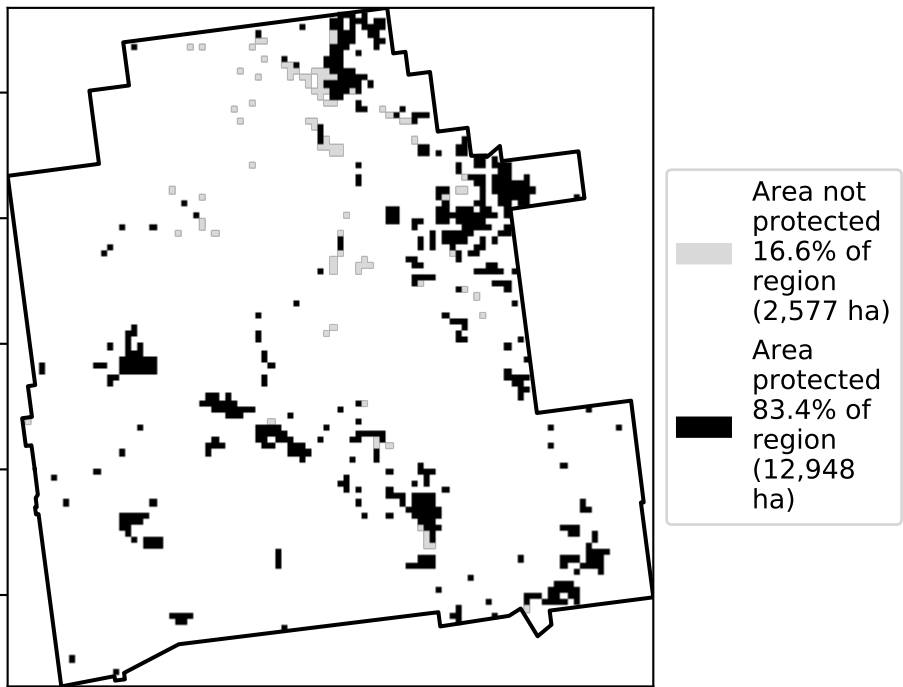 Area not
protected
16.6% of
region
(2,577 ha)
Area
protected
83.4% of
region
(12,948
ha)